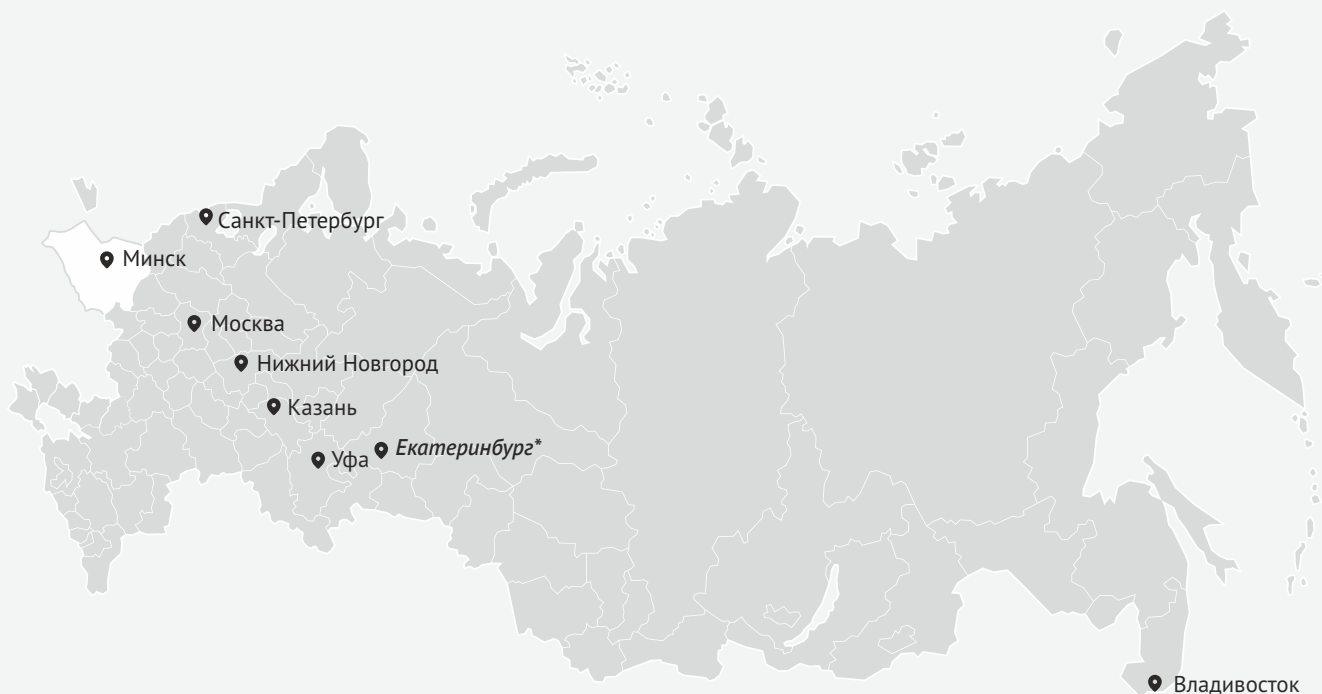 Санкт-Петербург
Минск
Москва
Нижний Новгород
Казань
Екатеринбург*
Уфа
Владивосток